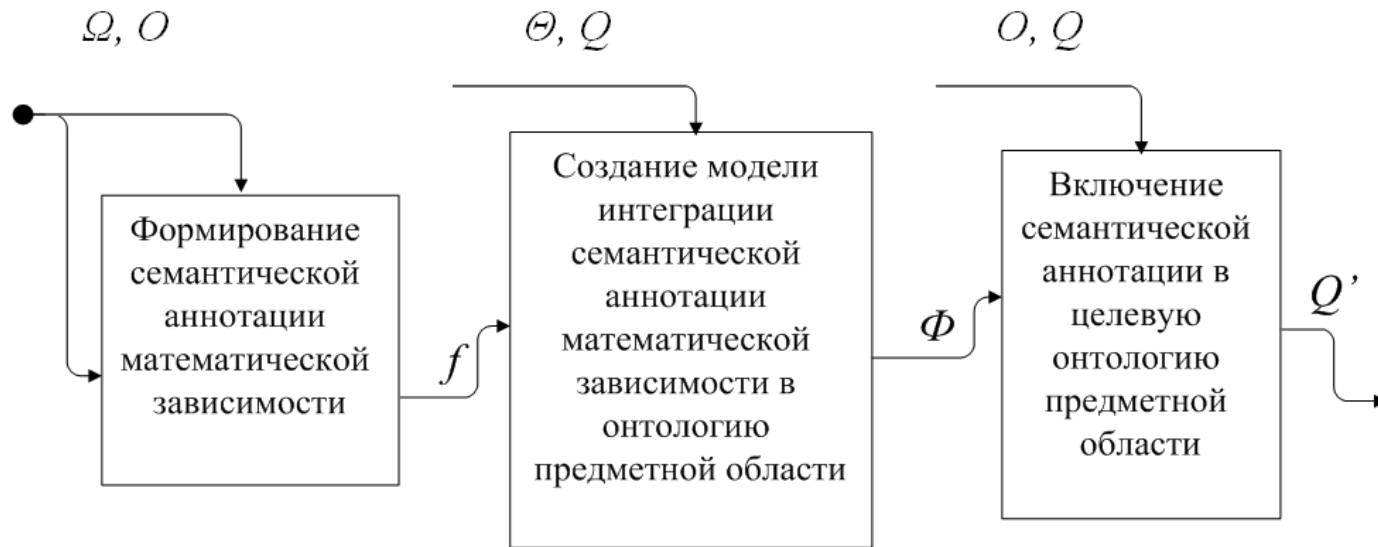 Ω, O
Θ, Q
O, Q
Формирование
семантической
аннотации
математической
зависимости
f
Создание модели
интеграции
семантической
аннотации
математической
зависимости в
онтологию
предметной области
Φ
Включение
семантической
аннотации в
целевую
онтологию
предметной
области
Q’